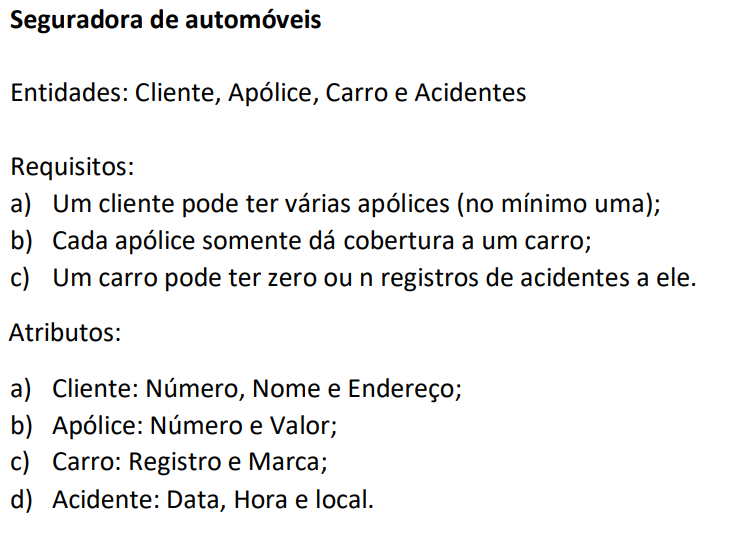 Seguradora de automóveis
Entidades: Cliente, Apólice, Carro e Acidentes
Requisitos:
a) Um cliente pode ter várias apólices (no mínimo uma);
b) Cada apólice somente dá cobertura a um carro;
c) Um carro pode ter zero ou n registros de acidentes a ele.
Atributos:
a) Cliente: Número, Nome e Endereço;
b) Apólice: Número e Valor;
c) Carro: Registro e Marca;
d) Acidente: Data, Hora e local.